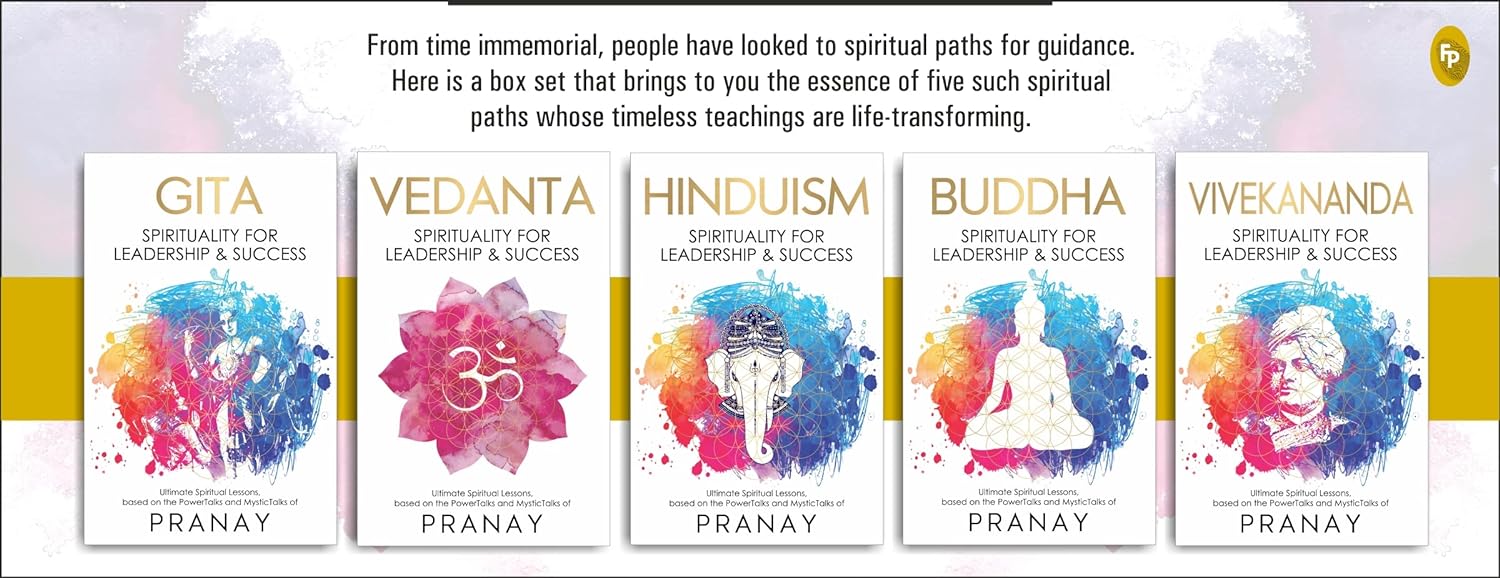 From time immemorial, people have looked to spiritual paths for guidance.
Here is a box set that brings to you the essence of five such spiritual
paths whose timeless teachings are life-transforming.
FP
GITA
SPIRITUALITY FOR
LEADERSHIP & SUCCESS
ॐ
Ultimate Spiritual Lessons,
based on the PowerTalks and MysticTalks of
PRANAY
VEDANTA
SPIRITUALITY FOR
LEADERSHIP & SUCCESS
Ultimate Spiritual Lessons,
based on the PowerTalks and MysticTalks of
PRANAY
HINDUISM
SPIRITUALITY FOR
LEADERSHIP & SUCCESS
Ultimate Spiritual Lessons,
based on the PowerTalks and MysticTalks of
PRANAY
BUDDHA
SPIRITUALITY FOR
LEADERSHIP & SUCCESS
Ultimate Spiritual Lessons,
based on the PowerTalks and MysticTalks of
PRANAY
VIVEKANANDA
SPIRITUALITY FOR
LEADERSHIP & SUCCESS
Ultimate Spiritual Lessons,
based on the PowerTalks and MysticTalks of
PRANAY